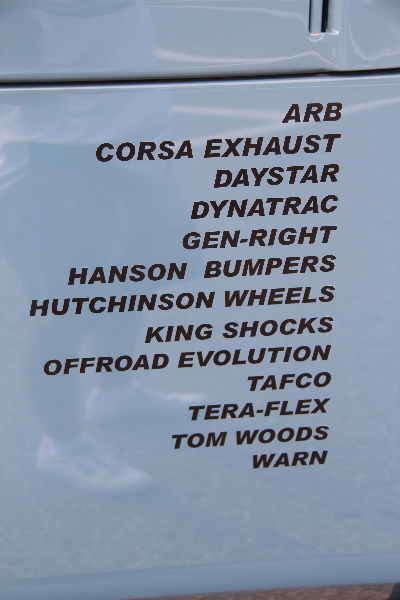 ARB
CORSA EXHAUST
DAYSTAR
DYNATRAC
GEN-RIGHT
HANSON BUMPERS
HUTCHINSON WHEELS
KING SHOCKS
OFFROAD EVOLUTION
TAFCO
TERA-FLEX
TOM WOODS
WARN